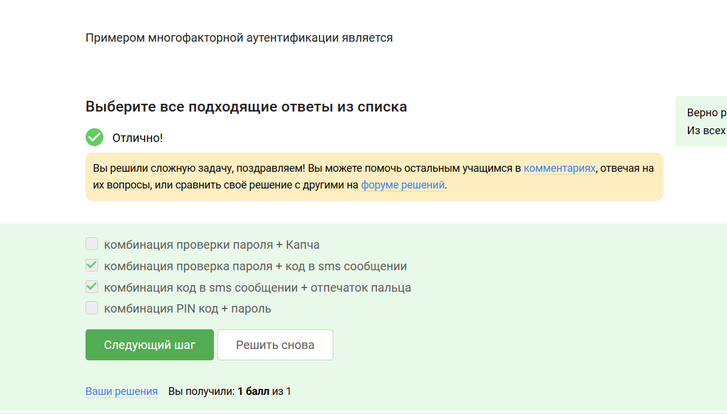 Примером многофакторной аутентификации является
Выберите все подходящие ответы из списка
Верно р
Из всех
Отлично!
Вы решили сложную задачу, поздравляем! Вы можете помочь остальным учащимся в комментариях, отвечая на
их вопросы, или сравнить своё решение с другими на форуме решений.
комбинация проверки пароля + Капча
комбинация проверка пароля + код в sms сообщении
комбинация код в sms сообщении + отпечаток пальца
комбинация PIN код + пароль
Следующий шаг Решить снова
Ваши решения Вы получили: 1 балл из 1